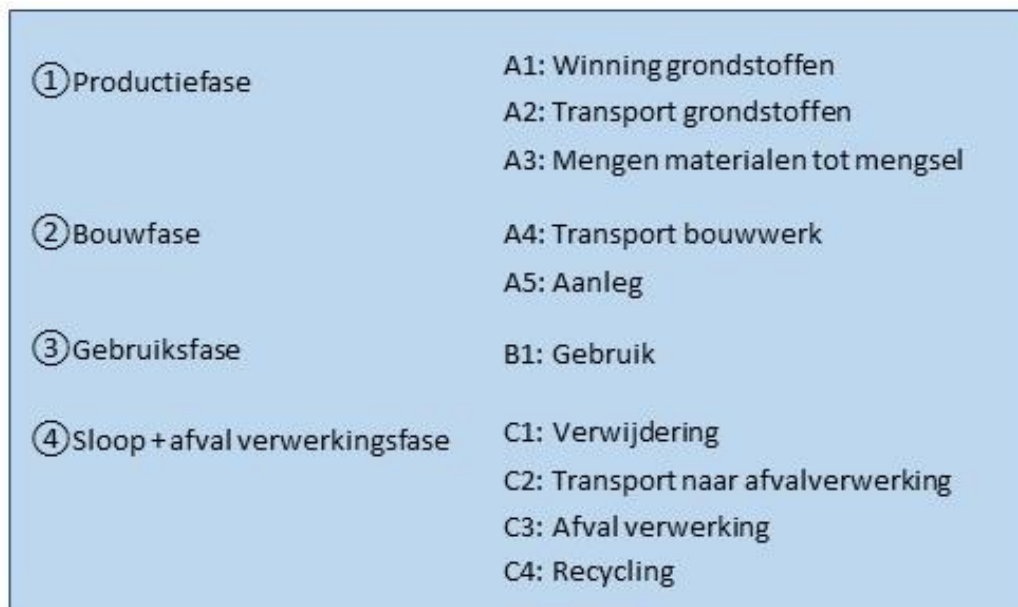 ①Productiefase
A1: Winning grondstoffen
A2: Transport grondstoffen
A3: Mengen materialen tot mengsel
②Bouwfase
A4: Transport bouwwerk
A5: Aanleg
③Gebruiksfase
B1: Gebruik
④Sloop + afval verwerkingsfase
C1: Verwijdering
C2: Transport naar afvalverwerking
C3: Afval verwerking
C4: Recycling